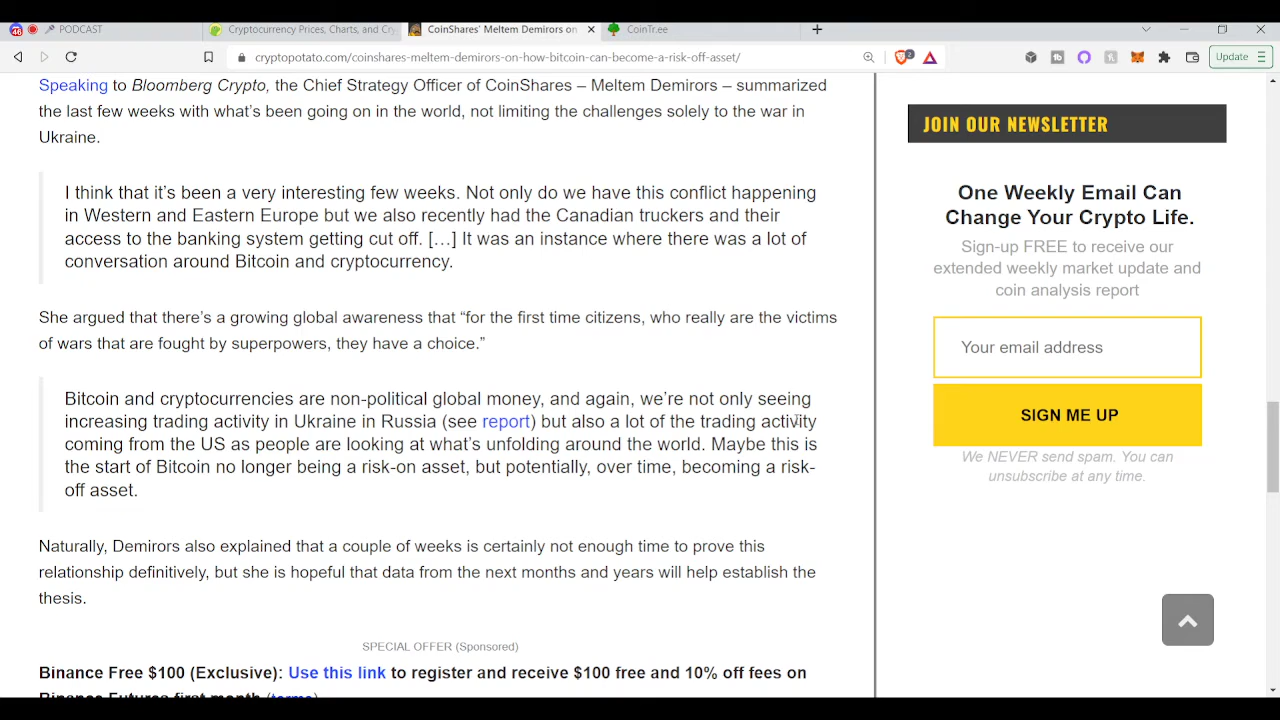 46
PODCAST
Cryptocurrency Prices, Charts, and Cry
CoinShares' Meltem Demirors on
CoinTree
cryptopotato.com/coinshares-meltem-demirors-on-how-bitcoin-can-become-a-risk-off-asset/
2
Update
Speaking to Bloomberg Crypto, the Chief Strategy Officer of CoinShares – Meltem Demirors – summarized
the last few weeks with what's been going on in the world, not limiting the challenges solely to the war in
Ukraine.
I think that it's been a very interesting few weeks. Not only do we have this conflict happening
in Western and Eastern Europe but we also recently had the Canadian truckers and their
access to the banking system getting cut off. […] It was an instance where there was a lot of
conversation around Bitcoin and cryptocurrency.
She argued that there's a growing global awareness that “for the first time citizens, who really are the victims
of wars that are fought by superpowers, they have a choice.”
Bitcoin and cryptocurrencies are non-political global money, and again, we're not only seeing
increasing trading activity in Ukraine in Russia (see report) but also a lot of the trading activity
coming from the US as people are looking at what's unfolding around the world. Maybe this is
the start of Bitcoin no longer being a risk-on asset, but potentially, over time, becoming a risk-
off asset.
Naturally, Demirors also explained that a couple of weeks is certainly not enough time to prove this
relationship definitively, but she is hopeful that data from the next months and years will help establish the
thesis.
SPECIAL OFFER (Sponsored)
Binance Free $100 (Exclusive): Use this link to register and receive $100 free and 10% off fees on
Binance Futures first month (terms)
JOIN OUR NEWSLETTER
One Weekly Email Can
Change Your Crypto Life.
Sign-up FREE to receive our
extended weekly market update and
coin analysis report
Your email address
SIGN ME UP
We NEVER send spam. You can
unsubscribe at any time.